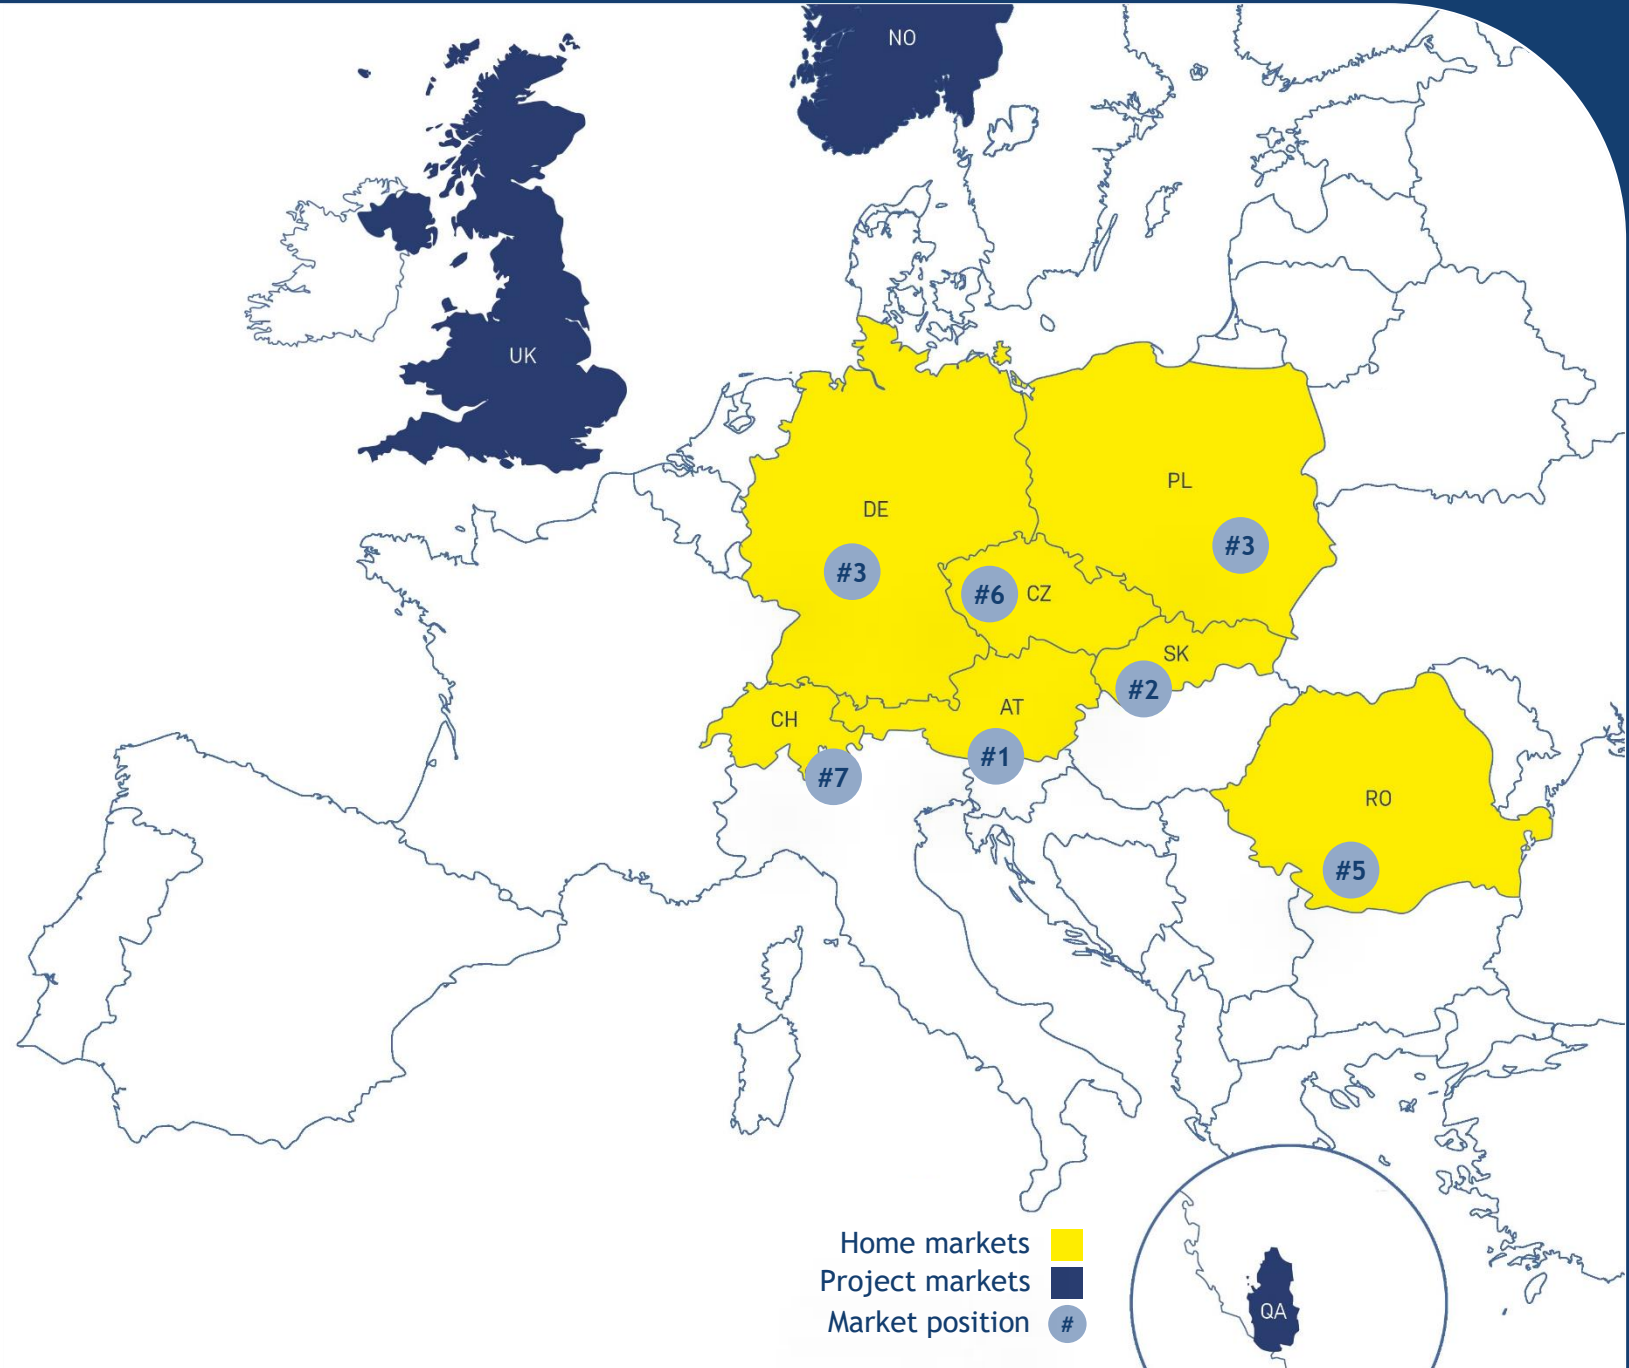 NO
UK
PL
DE
#3
#3
#6
CZ
SK
#2
AT
CH
#1
#7
RO
#5
Home markets
Project markets
Market position #
QA